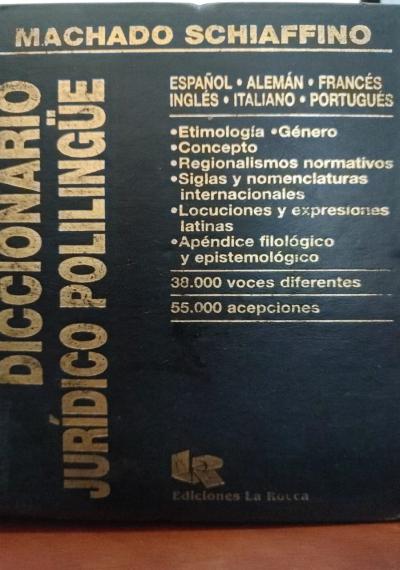 MACHADO SCHIAFFINO
DICCIONARIO
JURÍDICO POLILINGÜE
ESPAÑOL • ALEMÁN • FRANCÉS
INGLÉS • ITALIANO • PORTUGUÉS
•Etimología •Género
•Concepto
•Regionalismos normativos
•Siglas y nomenclaturas
internacionales
•Locuciones y expresiones
latinas
•Apéndice filológico
y epistemológico
38.000 voces diferentes
55.000 acepciones
LR
Ediciones La Rocca